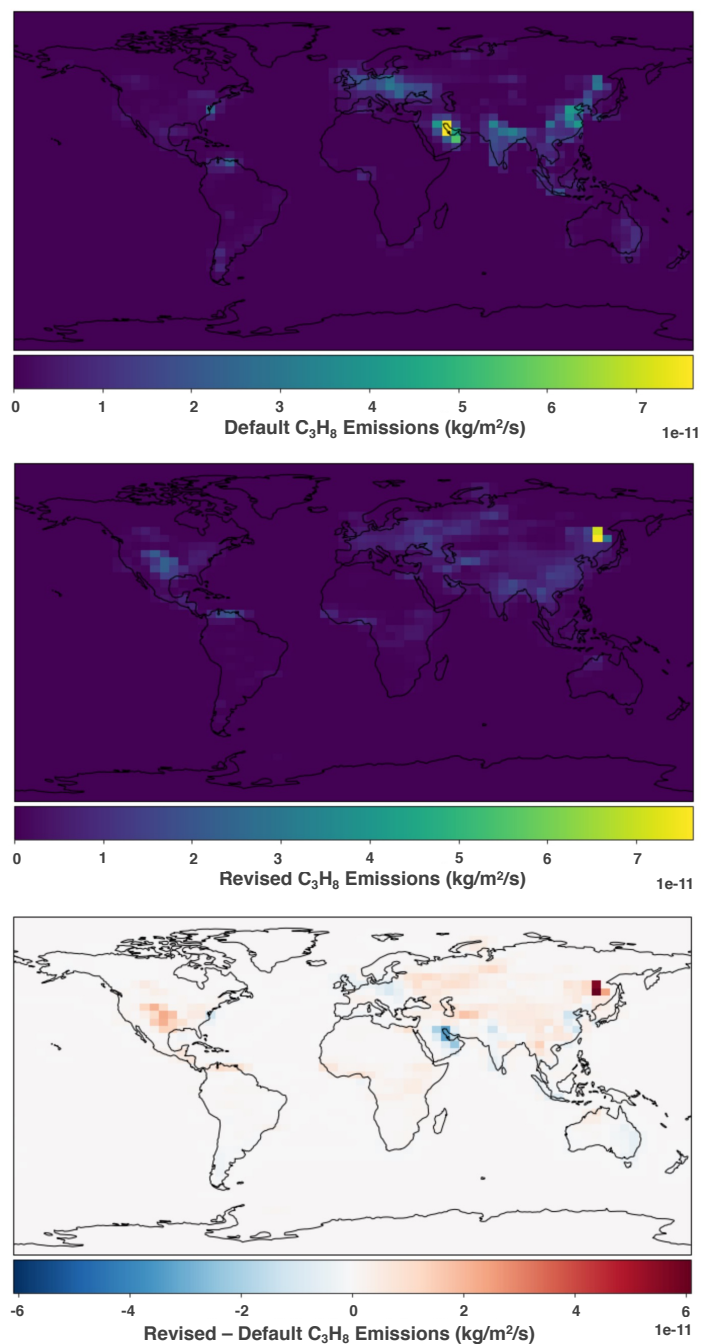 0 1 2 3 4 5 6 7
Default C₃H₈ Emissions (kg/m²/s) 1e-11
0 1 2 3 4 5 6 7
Revised C₃H₈ Emissions (kg/m²/s) 1e-11
-6 -4 -2 0 2 4 6
Revised – Default C₃H₈ Emissions (kg/m²/s) 1e-11